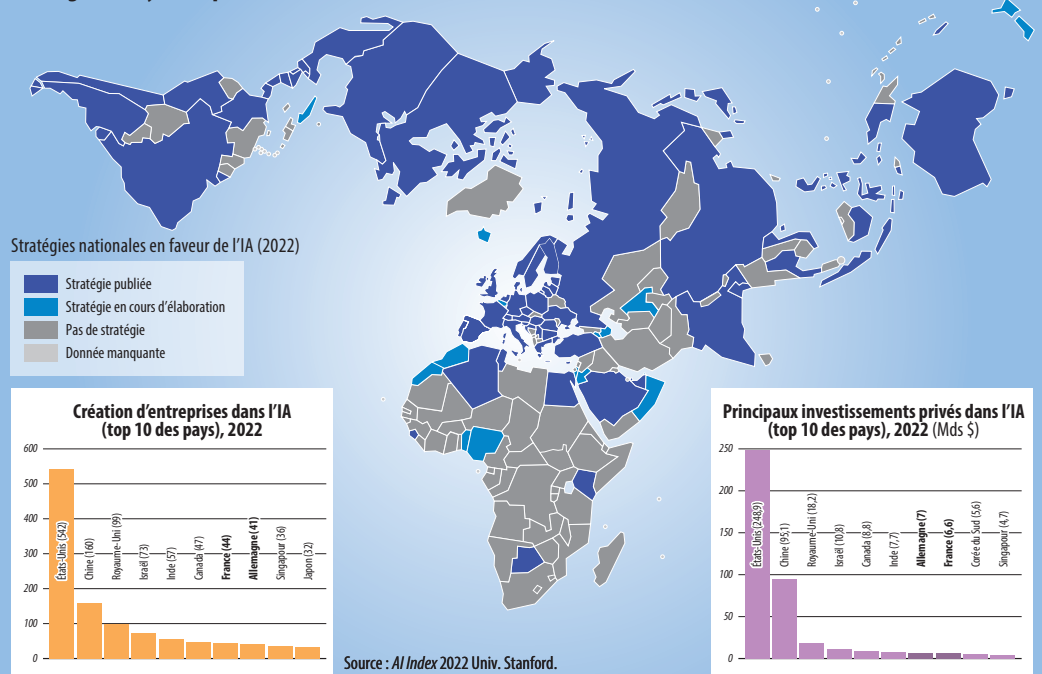 Stratégies nationales en faveur de l'IA (2022)
Stratégie publiée
Stratégie en cours d'élaboration
Pas de stratégie
Donnée manquante
Création d'entreprises dans l'IA
(top 10 des pays), 2022
600
500
400
300
200
100
0
États-Unis (542)
Chine (160)
Royaume-Uni (99)
Israël (73)
Inde (57)
Canada (47)
France (44)
Allemagne (41)
Singapour (36)
Japon (32)
Source : AI Index 2022 Univ. Stanford.
Principaux investissements privés dans l'IA
(top 10 des pays), 2022 (Mds $)
250
200
150
100
50
0
États-Unis (248,9)
Chine (95,1)
Royaume-Uni (18,2)
Israël (10,8)
Canada (8,8)
Inde (7,7)
Allemagne (7)
France (6,6)
Corée du Sud (5,6)
Singapour (4,7)